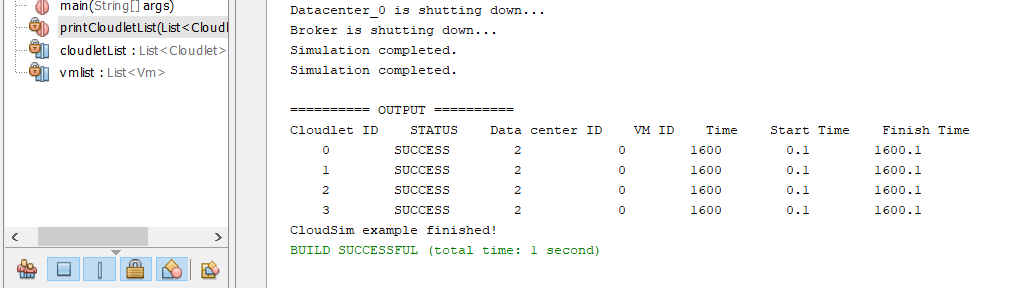 main(String[] args)
printCloudletList(List<Cloudl
cloudletList : List<Cloudlet>
vmlist : List<Vm>
Datacenter_0 is shutting down...
Broker is shutting down...
Simulation completed.
Simulation completed.
========== OUTPUT ==========
Cloudlet ID    STATUS    Data center ID    VM ID    Time    Start Time    Finish Time
0    SUCCESS    2    0    1600    0.1    1600.1
1    SUCCESS    2    0    1600    0.1    1600.1
2    SUCCESS    2    0    1600    0.1    1600.1
3    SUCCESS    2    0    1600    0.1    1600.1
CloudSim example finished!
BUILD SUCCESSFUL (total time: 1 second)